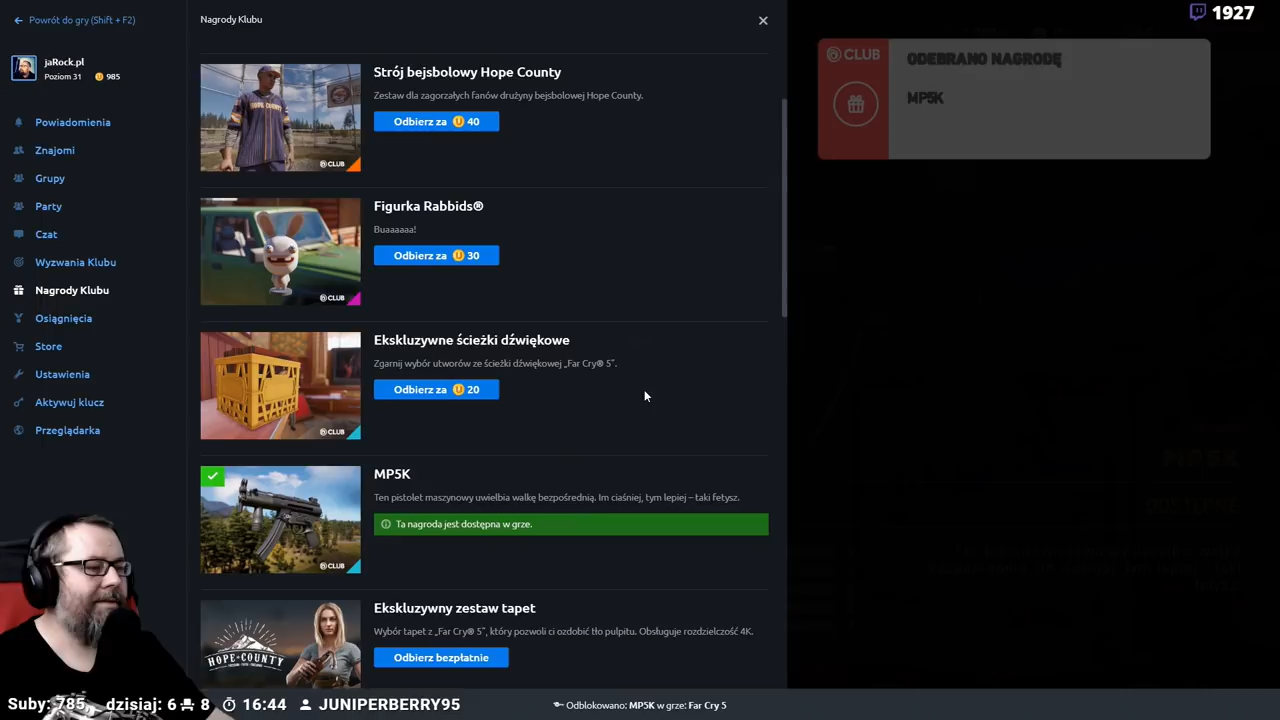 Powrót do gry (Shift + F2)
jaRock.pl
Poziom 31 985
Powiadomienia
Znajomi
Grupy
Party
Czat
Wyzwania Klubu
Nagrody Klubu
Osiągnięcia
Store
Ustawienia
Aktywuj klucz
Przeglądarka
Nagrody Klubu
Strój bejsbolowy Hope County
Zestaw dla zagorzałych fanów drużyny bejsbolowej Hope County.
Odbierz za 40
CLUB
Figurka Rabbids®
Buaaaaaa!
Odbierz za 30
CLUB
Ekskluzywne ścieżki dźwiękowe
Zgarnij wybór utworów ze ścieżki dźwiękowej „Far Cry® 5”.
Odbierz za 20
CLUB
MP5K
Ten pistolet maszynowy uwielbia walkę bezpośrednią. Im ciaśniej, tym lepiej – taki fetysz.
Ta nagroda jest dostępna w grze.
CLUB
Ekskluzywny zestaw tapet
Wybór tapet z „Far Cry® 5”, który pozwoli ci ozdobić tło pulpitu. Obsługuje rozdzielczość 4K.
Odbierz bezpłatnie
HOPE COUNTY
1927
CLUB
ODEBRANO NAGRODĘ
MP5K
Suby: 785, dzisiaj: 6 8 16:44 JUNIPERBERRY95
Odblokowano: MP5K w grze: Far Cry 5